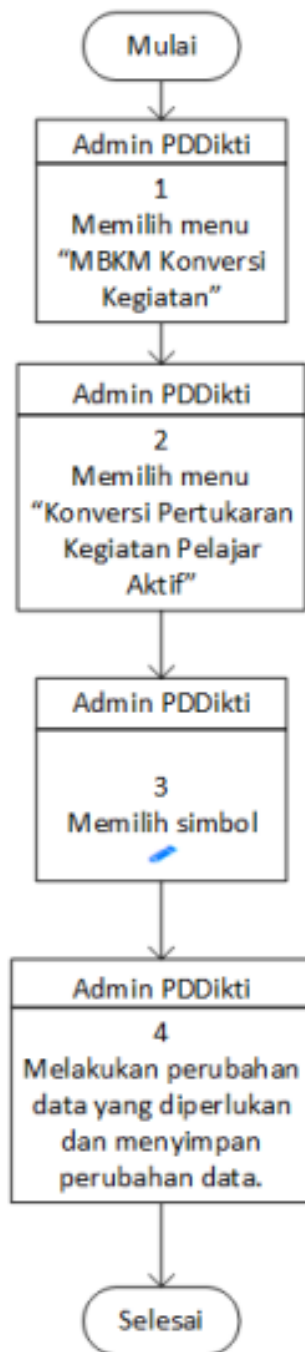 Mulai
Admin PDDikti
1
Memilih menu
“MBKM Konversi
Kegiatan”
Admin PDDikti
2
Memilih menu
“Konversi Pertukaran
Kegiatan Pelajar
Aktif”
Admin PDDikti
3
Memilih simbol
Admin PDDikti
4
Melakukan perubahan
data yang diperlukan
dan menyimpan
perubahan data.
Selesai